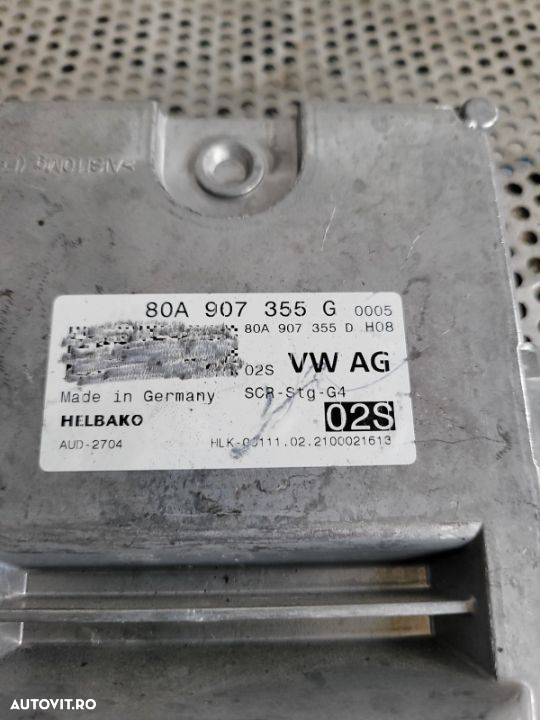 80A 907 355 G 0005
80A 907 355 D H08
02S VW AG
Made in Germany SCR-Stg-G4
HELBAKO 02S
AUD-2704 HLK-00111.02.2100021613
AUTOVIT.RO